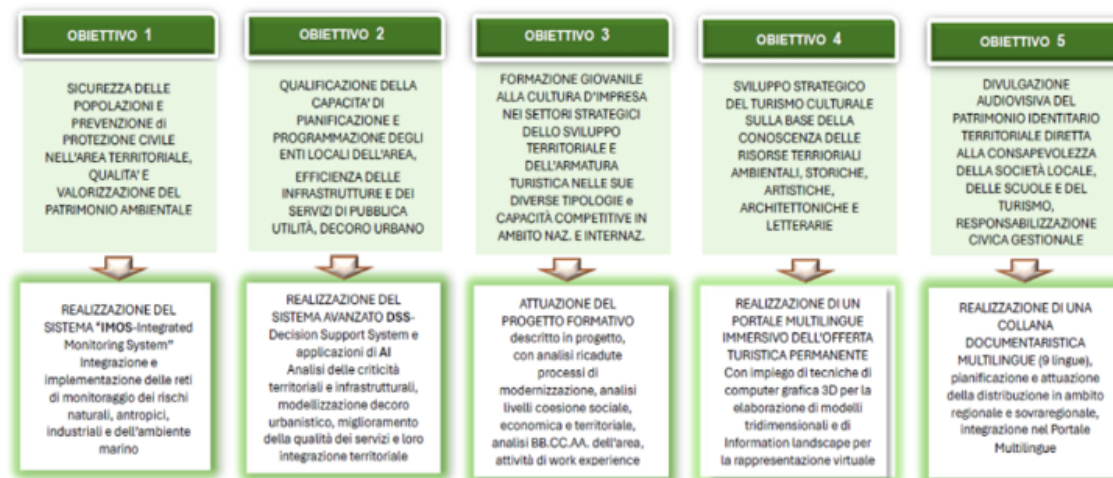 OBIETTIVO 1
SICUREZZA DELLE
POPOLAZIONI E
PREVENZIONE di
PROTEZIONE CIVILE
NELL'AREA TERRITORIALE,
QUALITA' E
VALORIZZAZIONE DEL
PATRIMONIO AMBIENTALE
REALIZZAZIONE DEL
SISTEMA "IMOS-Integrated
Monitoring System"
Integrazione e
implementazione delle reti
di monitoraggio dei rischi
naturali, antropici,
industriali e dell'ambiente
marino
OBIETTIVO 2
QUALIFICAZIONE DELLA
CAPACITA' DI
PIANIFICAZIONE E
PROGRAMMAZIONE DEGLI
ENTI LOCALI DELL'AREA,
EFFICIENZA DELLE
INFRASTRUTTURE E DEI
SERVIZI DI PUBBLICA
UTILITÀ, DECORO URBANO
REALIZZAZIONE DEL
SISTEMA AVANZATO DSS-
Decision Support System e
applicazioni di AI
Analisi delle criticità
territoriali e infrastrutturali,
modellizzazione decoro
urbanistico, miglioramento
della qualità dei servizi e loro
integrazione territoriale
OBIETTIVO 3
FORMAZIONE GIOVANILE
ALLA CULTURA D'IMPRESA
NEI SETTORI STRATEGICI
DELLO SVILUPPO
TERRITORIALE E
DELL'ARMATURA
TURISTICA NELLE SUE
DIVERSE TIPOLOGIE e
CAPACITÀ COMPETITIVE IN
AMBITO NAZ. E INTERNAZ.
ATTUAZIONE DEL
PROGETTO FORMATIVO
descritto in progetto,
con analisi ricadute
processi di
modernizzazione, analisi
livelli coesione sociale,
economica e territoriale,
analisi BB.CC.AA. dell'area,
attività di work experience
OBIETTIVO 4
SVILUPPO STRATEGICO
DEL TURISMO CULTURALE
SULLA BASE DELLA
CONOSCENZA DELLE
RISORSE TERRIORIALI
AMBIENTALI, STORICHE,
ARTISTICHE,
ARCHITETTONICHE E
LETTERARIE
REALIZZAZIONE DI UN
PORTALE MULTILINGUE
IMMERSIVO DELL'OFFERTA
TURISTICA PERMANENTE
Con impiego di tecniche di
computer grafica 3D per la
elaborazione di modelli
tridimensionali e di
Information landscape per
la rappresentazione virtuale
OBIETTIVO 5
DIVULGAZIONE
AUDIOVISIVA DEL
PATRIMONIO IDENTITARIO
TERRITORIALE DIRETTA
ALLA CONSAPEVOLEZZA
DELLA SOCIETÀ LOCALE,
DELLE SCUOLE E DEL
TURISMO,
RESPONSABILIZZAZIONE
CIVICA GESTIONALE
REALIZZAZIONE DI UNA
COLLANA
DOCUMENTARISTICA
MULTILINGUE (9 lingue),
pianificazione e attuazione
della distribuzione in ambito
regionale e sovraregionale,
integrazione nel Portale
Multilingue